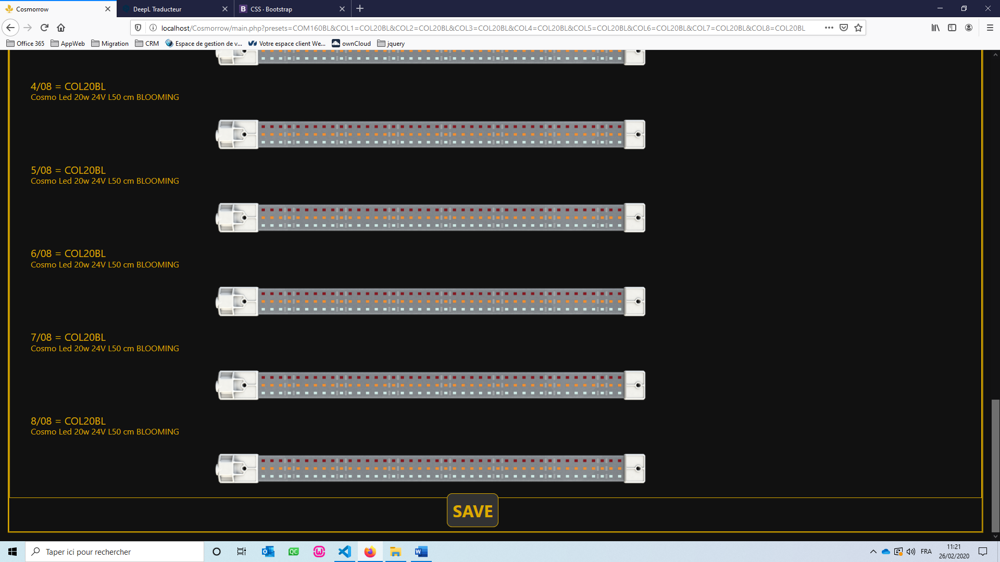 Cosmorrow
DeepL Traducteur
B CSS · Bootstrap
localhost/Cosmorrow/main.php?presets=COM160BL&COL1=COL20BL&COL2=COL20BL&COL3=COL20BL&COL4=COL20BL&COL5=COL20BL&COL6=COL20BL&COL7=COL20BL&COL8=COL20BL
Office 365 AppWeb Migration CRM Espace de gestion de v... Votre espace client We... ownCloud jquery
4/08 = COL20BL
Cosmo Led 20w 24V L50 cm BLOOMING
5/08 = COL20BL
Cosmo Led 20w 24V L50 cm BLOOMING
6/08 = COL20BL
Cosmo Led 20w 24V L50 cm BLOOMING
7/08 = COL20BL
Cosmo Led 20w 24V L50 cm BLOOMING
8/08 = COL20BL
Cosmo Led 20w 24V L50 cm BLOOMING
SAVE
Taper ici pour rechercher
QC
FRA
11:21
26/02/2020